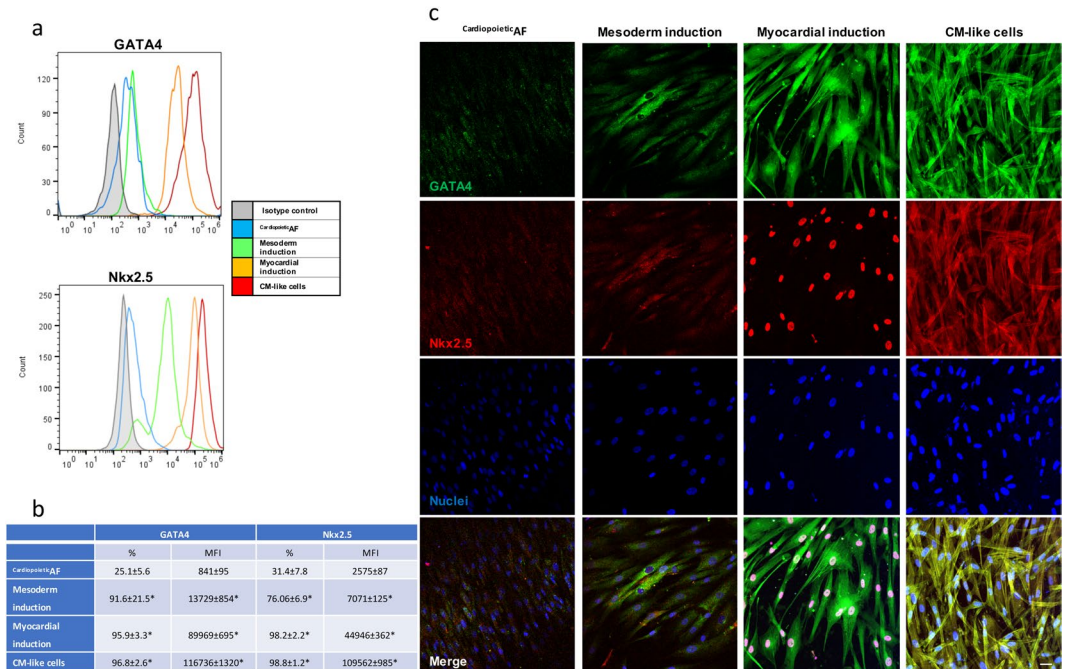 a
GATA4
120
90
60
30
0
Count
10^0 10^1 10^2 10^3 10^4 10^5 10^6
Isotype control
Cardiopoietic AF
Mesoderm
induction
Myocardial
induction
CM-like cells
Nkx2.5
250
200
150
100
50
0
Count
10^0 10^1 10^2 10^3 10^4 10^5 10^6
b
GATA4 Nkx2.5
% MFI % MFI
Cardiopoietic AF 25.1±5.6 841±95 31.4±7.8 2575±87
Mesoderm
induction 91.6±21.5* 13729±854* 76.06±6.9* 7071±125*
Myocardial
induction 95.9±3.3* 89969±695* 98.2±2.2* 44946±362*
CM-like cells 96.8±2.6* 116736±1320* 98.8±1.2* 109562±985*
c
Cardiopoietic AF Mesoderm induction Myocardial induction CM-like cells
GATA4
Nkx2.5
Nuclei
Merge